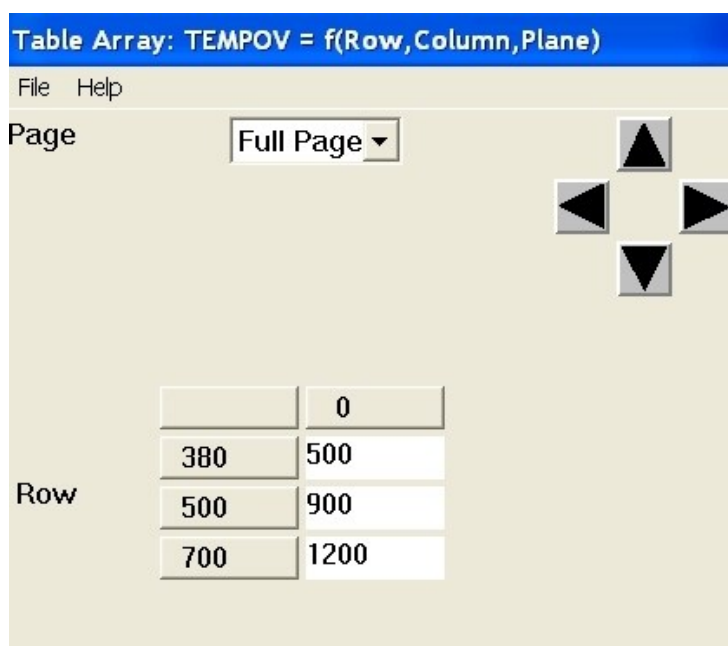 Table Array: TEMPOV = f(Row,Column,Plane)
File Help
Page Full Page
0
380 500
Row
500 900
700 1200